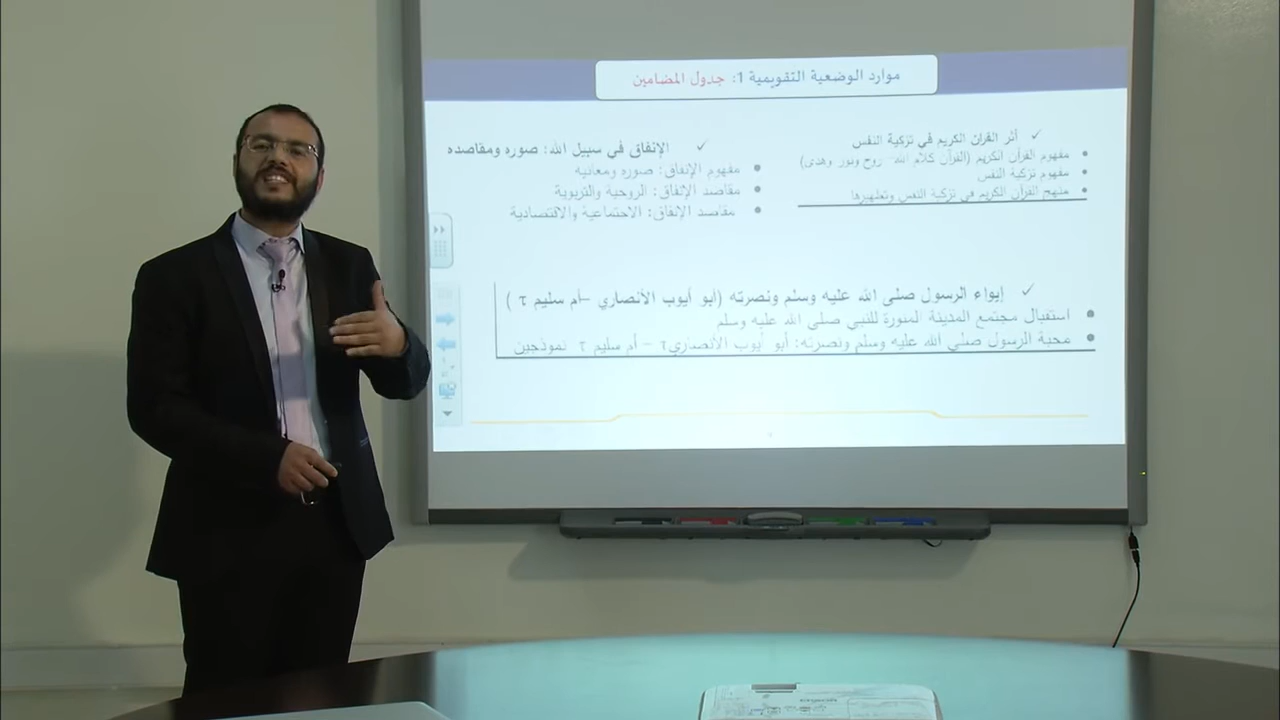 موارد الوضعية التقويمية 1: جدول المضامين
✓ أثر القرآن الكريم في تزكية النفس
• مفهوم القرآن الكريم (القرآن كلام الله– روح ونور وهدى)
• مفهوم تزكية النفس
• منهج القرآن الكريم في تزكية النفس وتطهيرها
✓ الإنفاق في سبيل الله: صوره ومقاصده
• مفهوم الإنفاق: صوره ومعانيه
• مقاصد الإنفاق: الروحية والتربوية
• مقاصد الإنفاق: الاجتماعية والاقتصادية
✓ إيواء الرسول صلى الله عليه وسلم ونصرته (أبو أيوب الأنصاري –أم سليم τ )
• استقبال مجتمع المدينة المنورة للنبي صلى الله عليه وسلم
• محبة الرسول صلى الله عليه وسلم ونصرته: أبو أيوب الأنصاري τ – أم سليم τ نموذجين